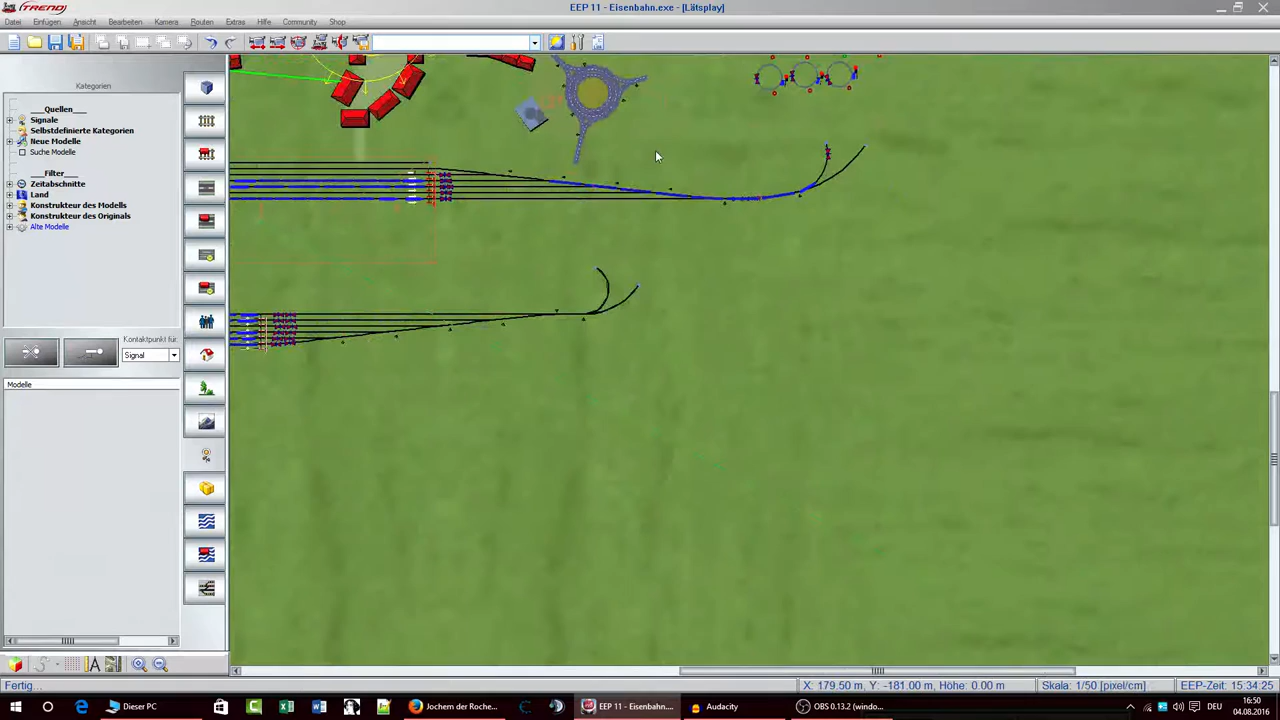 TREND
EEP 11 - Eisenbahn.exe - [Lätsplay]
Datei Einfügen Ansicht Bearbeiten Kamera Routen Extras Hilfe Community Shop
Kategorien
___Quellen___
Signale
Selbstdefinierte Kategorien
Neue Modelle
Suche Modelle
___Filter___
Zeitabschnitte
Land
Konstrukteur des Modells
Konstrukteur des Originals
Alte Modelle
Kontaktpunkt für:
Signal
Modelle
Fertig...
X: 179.50 m, Y: -181.00 m, Höhe: 0.00 m
Skala: 1/50 [pixel/cm]
EEP-Zeit: 15:34:25
Dieser PC
Jochem der Roche...
EEP 11 - Eisenbahn....
Audacity
OBS 0.13.2 (windo...
DEU
16:50
04.08.2016